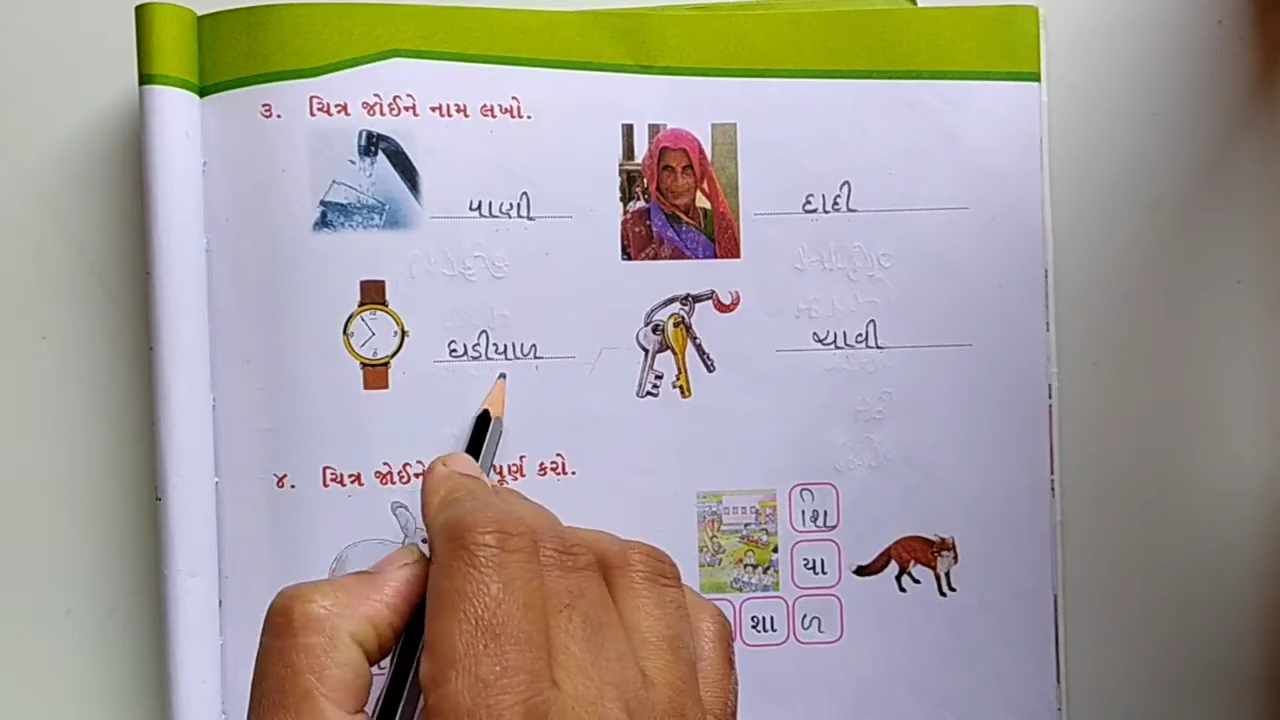 ૩. ચિત્ર જોઈને નામ લખો.
પાણી
દાદી
ઘડીયાળ
ચાવી
૪. ચિત્ર જોઈને પૂર્ણ કરો.
શિ
યા
શા ળ